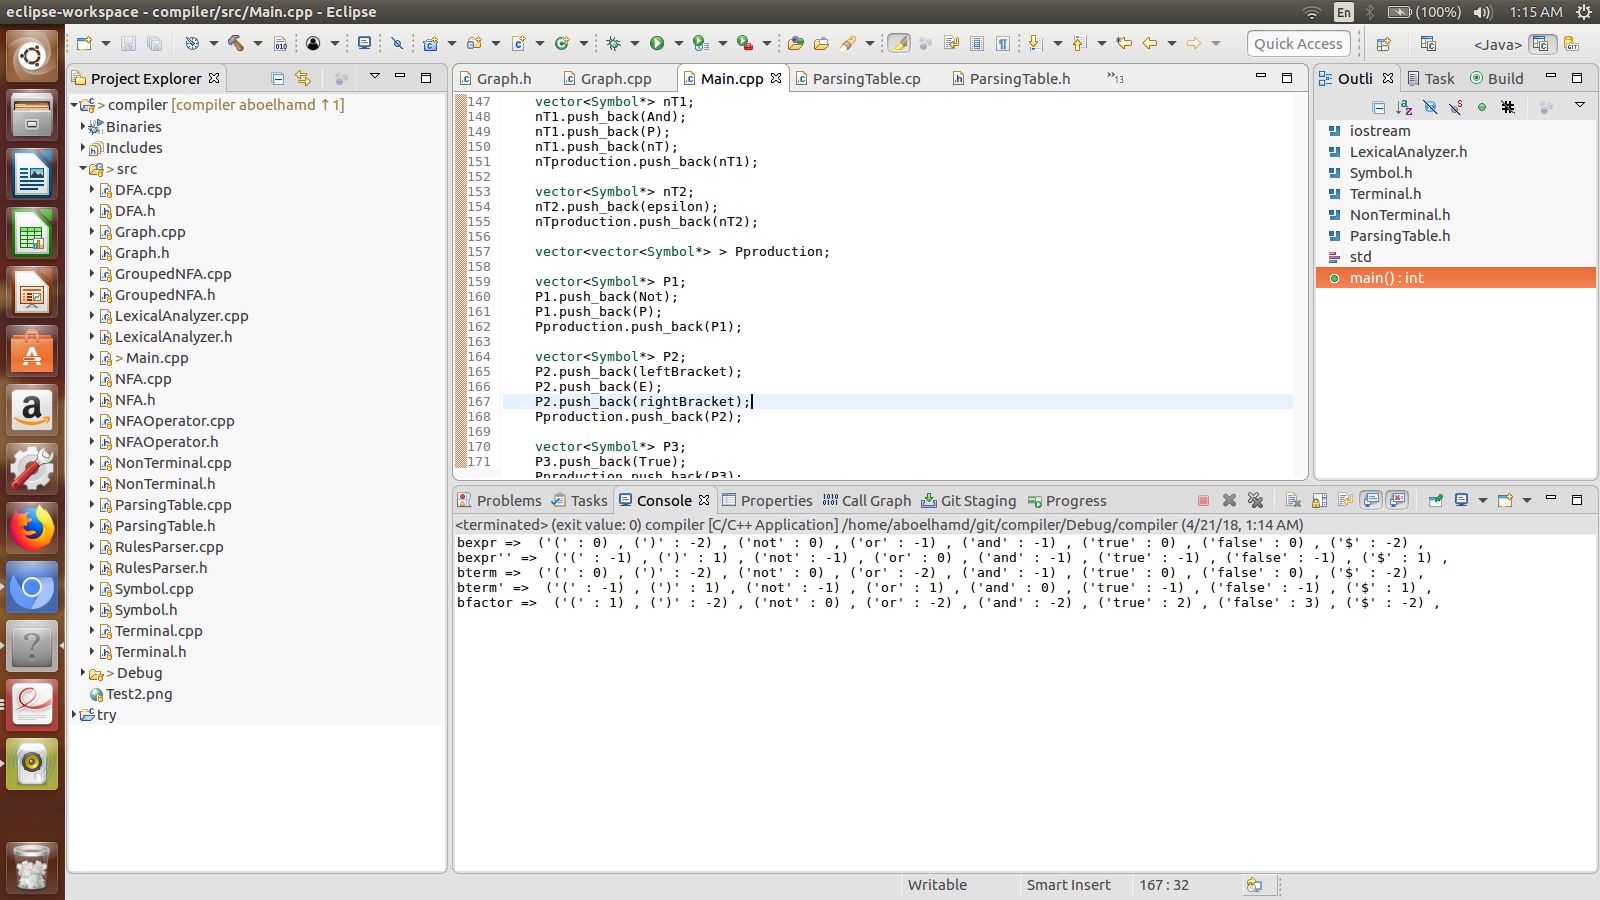 eclipse-workspace - compiler/src/Main.cpp - Eclipse
En (100%) 1:15 AM
Quick Access <Java>
Project Explorer
> compiler [compiler aboelhamd ↑1]
Binaries
Includes
> src
DFA.cpp
DFA.h
Graph.cpp
Graph.h
GroupedNFA.cpp
GroupedNFA.h
LexicalAnalyzer.cpp
LexicalAnalyzer.h
> Main.cpp
NFA.cpp
NFA.h
NFAOperator.cpp
NFAOperator.h
NonTerminal.cpp
NonTerminal.h
ParsingTable.cpp
ParsingTable.h
RulesParser.cpp
RulesParser.h
Symbol.cpp
Symbol.h
Terminal.cpp
Terminal.h
> Debug
Test2.png
try
Graph.h Graph.cpp Main.cpp ParsingTable.cp ParsingTable.h »13
147 vector<Symbol*> nT1;
148 nT1.push_back(And);
149 nT1.push_back(P);
150 nT1.push_back(nT);
151 nTproduction.push_back(nT1);
152
153 vector<Symbol*> nT2;
154 nT2.push_back(epsilon);
155 nTproduction.push_back(nT2);
156
157 vector<vector<Symbol*> > Pproduction;
158
159 vector<Symbol*> P1;
160 P1.push_back(Not);
161 P1.push_back(P);
162 Pproduction.push_back(P1);
163
164 vector<Symbol*> P2;
165 P2.push_back(leftBracket);
166 P2.push_back(E);
167 P2.push_back(rightBracket);
168 Pproduction.push_back(P2);
169
170 vector<Symbol*> P3;
171 P3.push_back(True);
Pproduction.push_back(P3);
Outli Task Build
iostream
LexicalAnalyzer.h
Symbol.h
Terminal.h
NonTerminal.h
ParsingTable.h
std
main() : int
Problems Tasks Console Properties Call Graph Git Staging Progress
<terminated> (exit value: 0) compiler [C/C++ Application] /home/aboelhamd/git/compiler/Debug/compiler (4/21/18, 1:14 AM)
bexpr => ('(' : 0) , (')' : -2) , ('not' : 0) , ('or' : -1) , ('and' : -1) , ('true' : 0) , ('false' : 0) , ('$' : -2) ,
bexpr'' => ('(' : -1) , (')' : 1) , ('not' : -1) , ('or' : 0) , ('and' : -1) , ('true' : -1) , ('false' : -1) , ('$' : 1) ,
bterm => ('(' : 0) , (')' : -2) , ('not' : 0) , ('or' : -2) , ('and' : -1) , ('true' : 0) , ('false' : 0) , ('$' : -2) ,
bterm' => ('(' : -1) , (')' : 1) , ('not' : -1) , ('or' : 1) , ('and' : 0) , ('true' : -1) , ('false' : -1) , ('$' : 1) ,
bfactor => ('(' : 1) , (')' : -2) , ('not' : 0) , ('or' : -2) , ('and' : -2) , ('true' : 2) , ('false' : 3) , ('$' : -2) ,
Writable Smart Insert 167 : 32